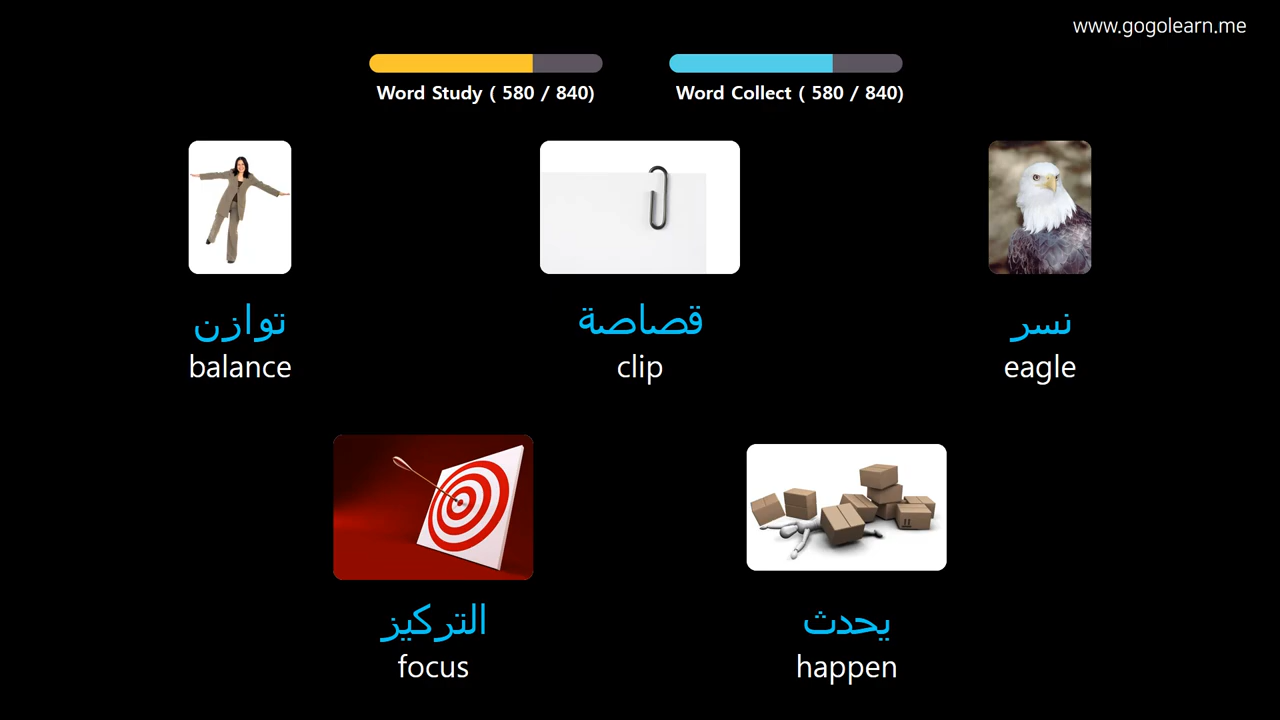 www.gogolearn.me
Word Study ( 580 / 840)
Word Collect ( 580 / 840)
توازن
balance
قصاصة
clip
نسر
eagle
التركيز
focus
يحدث
happen